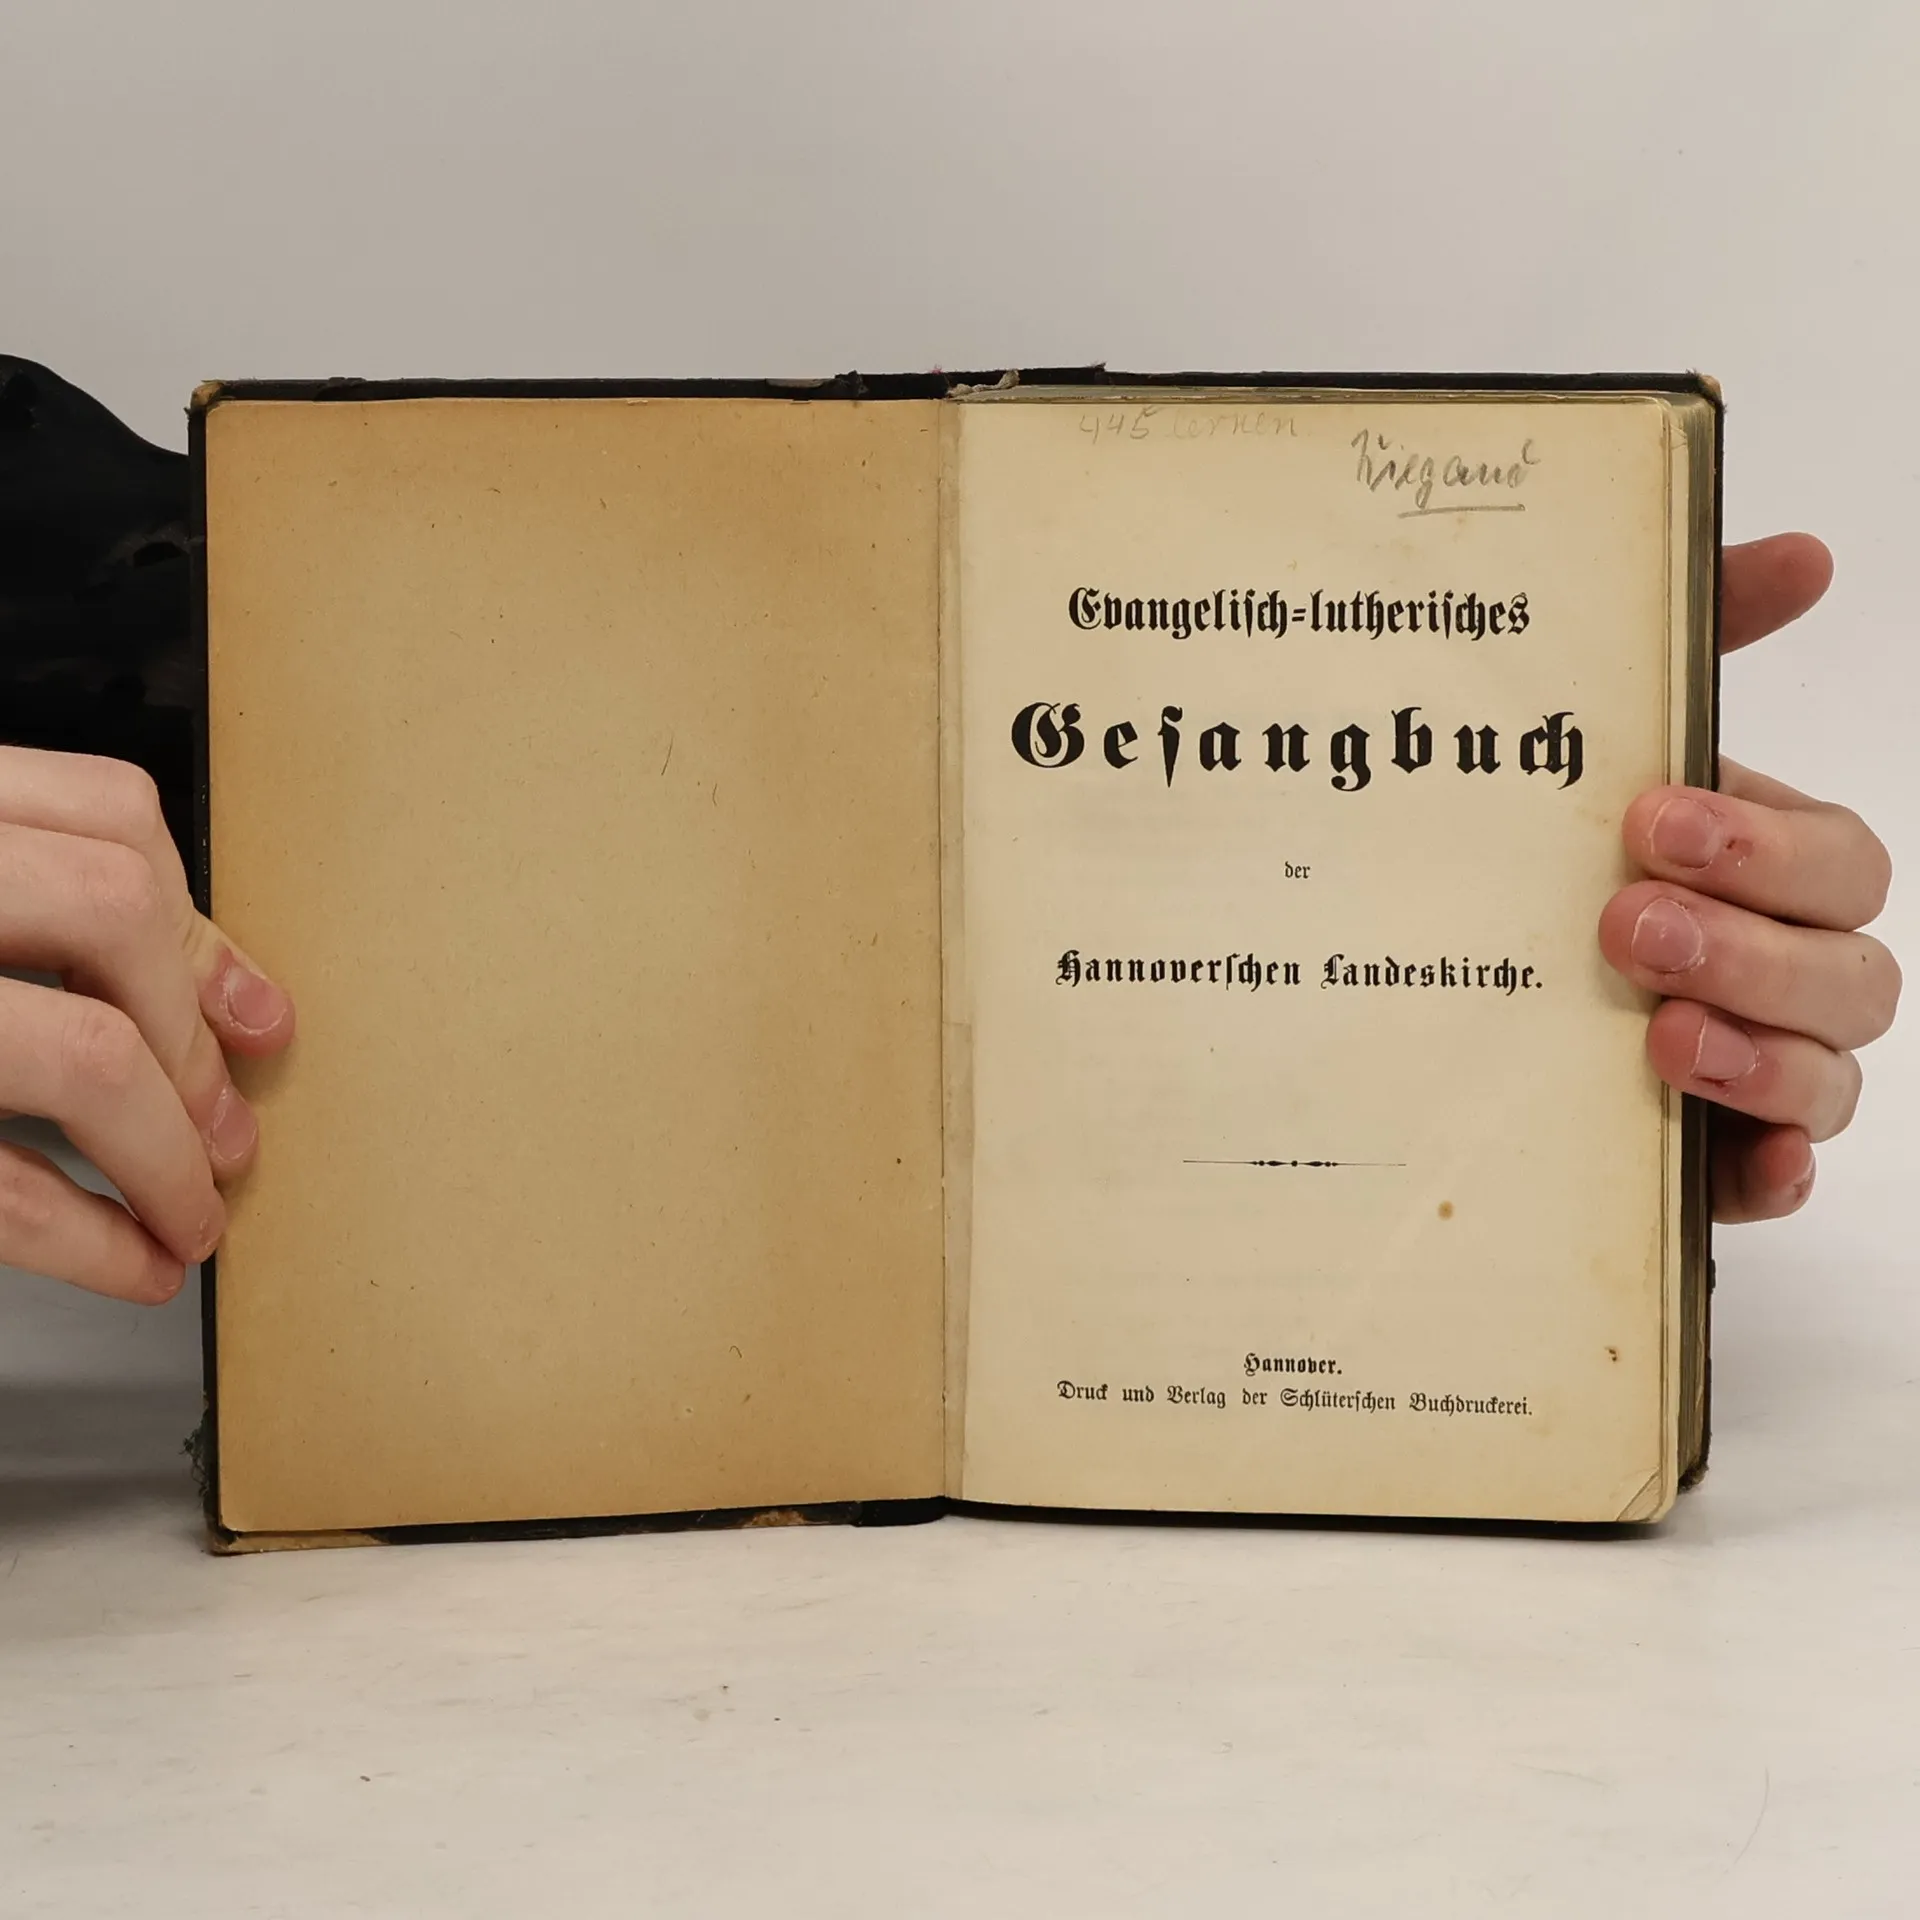 445 lernen
Wiegand
Evangeliſch-lutheriſches
Geſangbuch
der
Hannoverſchen Landeskirche.
Hannover.
Druck und Verlag der Schlüterſchen Buchdruckerei.